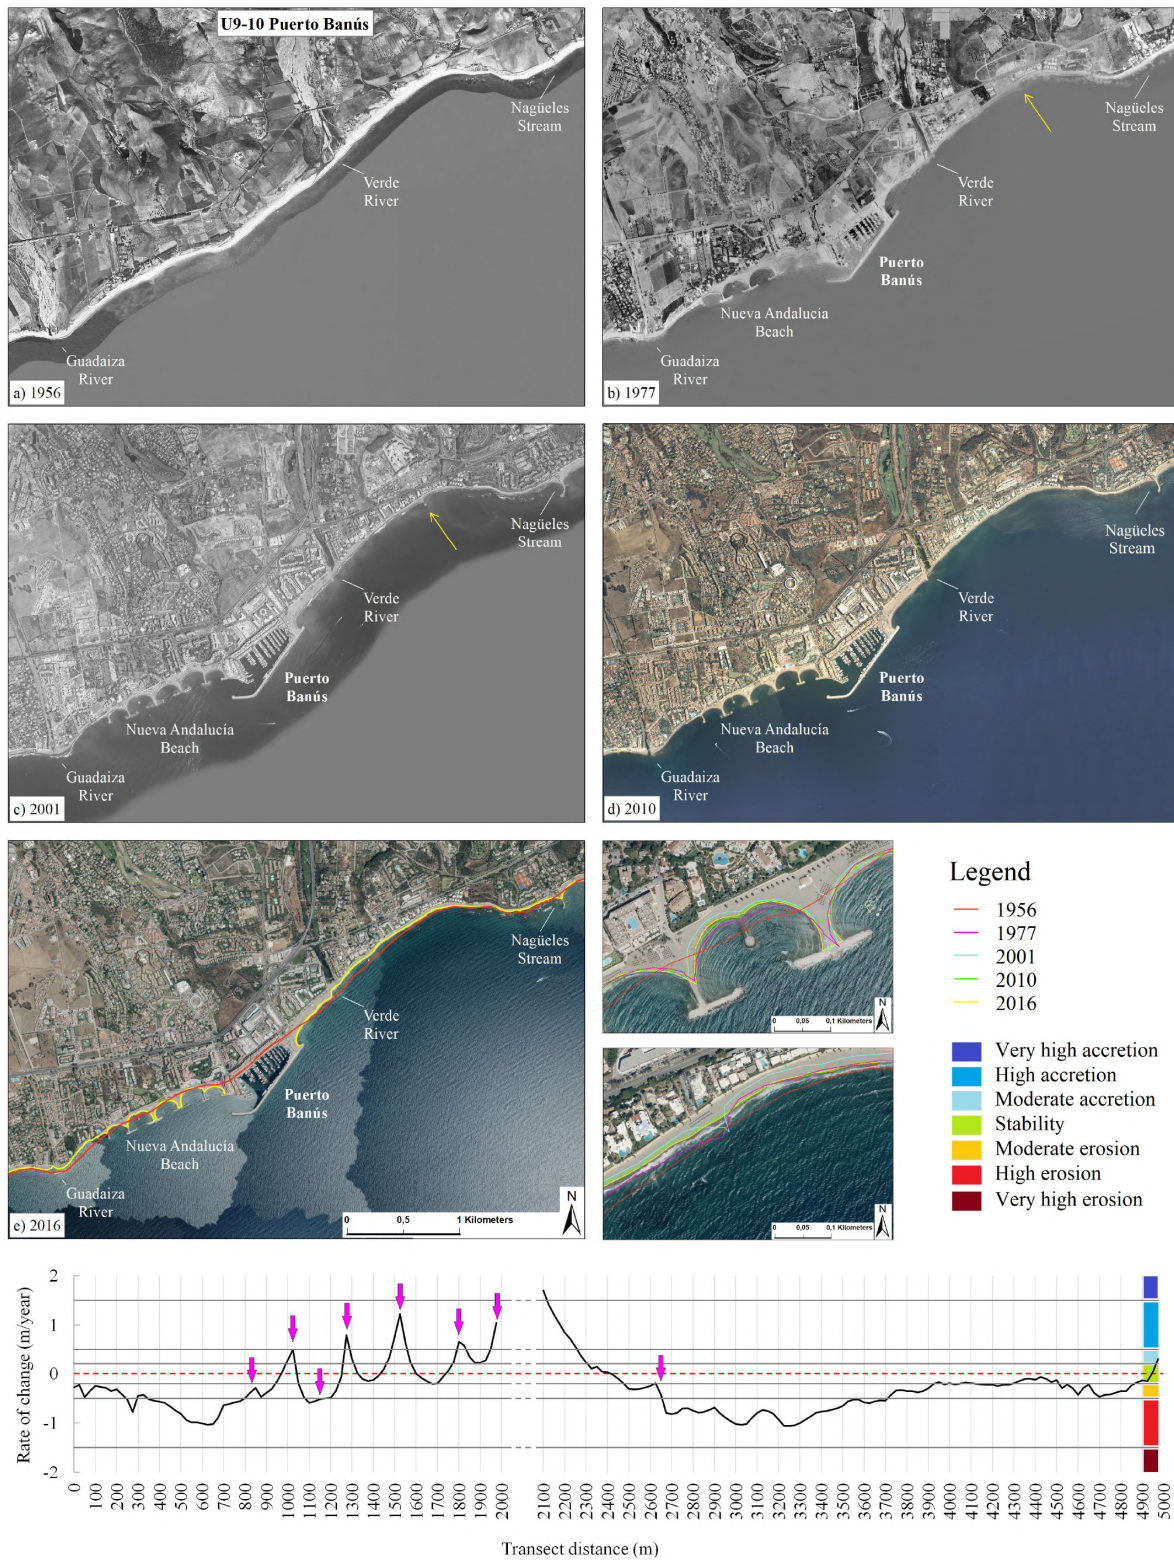 U9-10 Puerto Banús
Nagüeles
Stream
Verde
River
Guadaiza
River
a) 1956
Nagüeles
Stream
Verde
River
Puerto
Banús
Nueva Andalucía
Beach
Guadaiza
River
b) 1977
Nagüeles
Stream
Verde
River
Puerto
Banús
Nueva Andalucía
Beach
Guadaiza
River
c) 2001
Nagüeles
Stream
Verde
River
Puerto
Banús
Nueva Andalucía
Beach
Guadaiza
River
d) 2010
Nagüeles
Stream
Verde
River
Puerto
Banús
Nueva Andalucía
Beach
Guadaiza
River
N
0 0,5 1 Kilometers
e) 2016
N
0 0,05 0,1 Kilometers
N
0 0,05 0,1 Kilometers
Legend
1956
1977
2001
2010
2016
Very high accretion
High accretion
Moderate accretion
Stability
Moderate erosion
High erosion
Very high erosion
Rate of change (m/year)
2
1
0
-1
-2
0 100 200 300 400 500 600 700 800 900 1000 1100 1200 1300 1400 1500 1600 1700 1800 1900 2000 2100 2200 2300 2400 2500 2600 2700 2800 2900 3000 3100 3200 3300 3400 3500 3600 3700 3800 3900 4000 4100 4200 4300 4400 4500 4600 4700 4800 4900 5000
Transect distance (m)